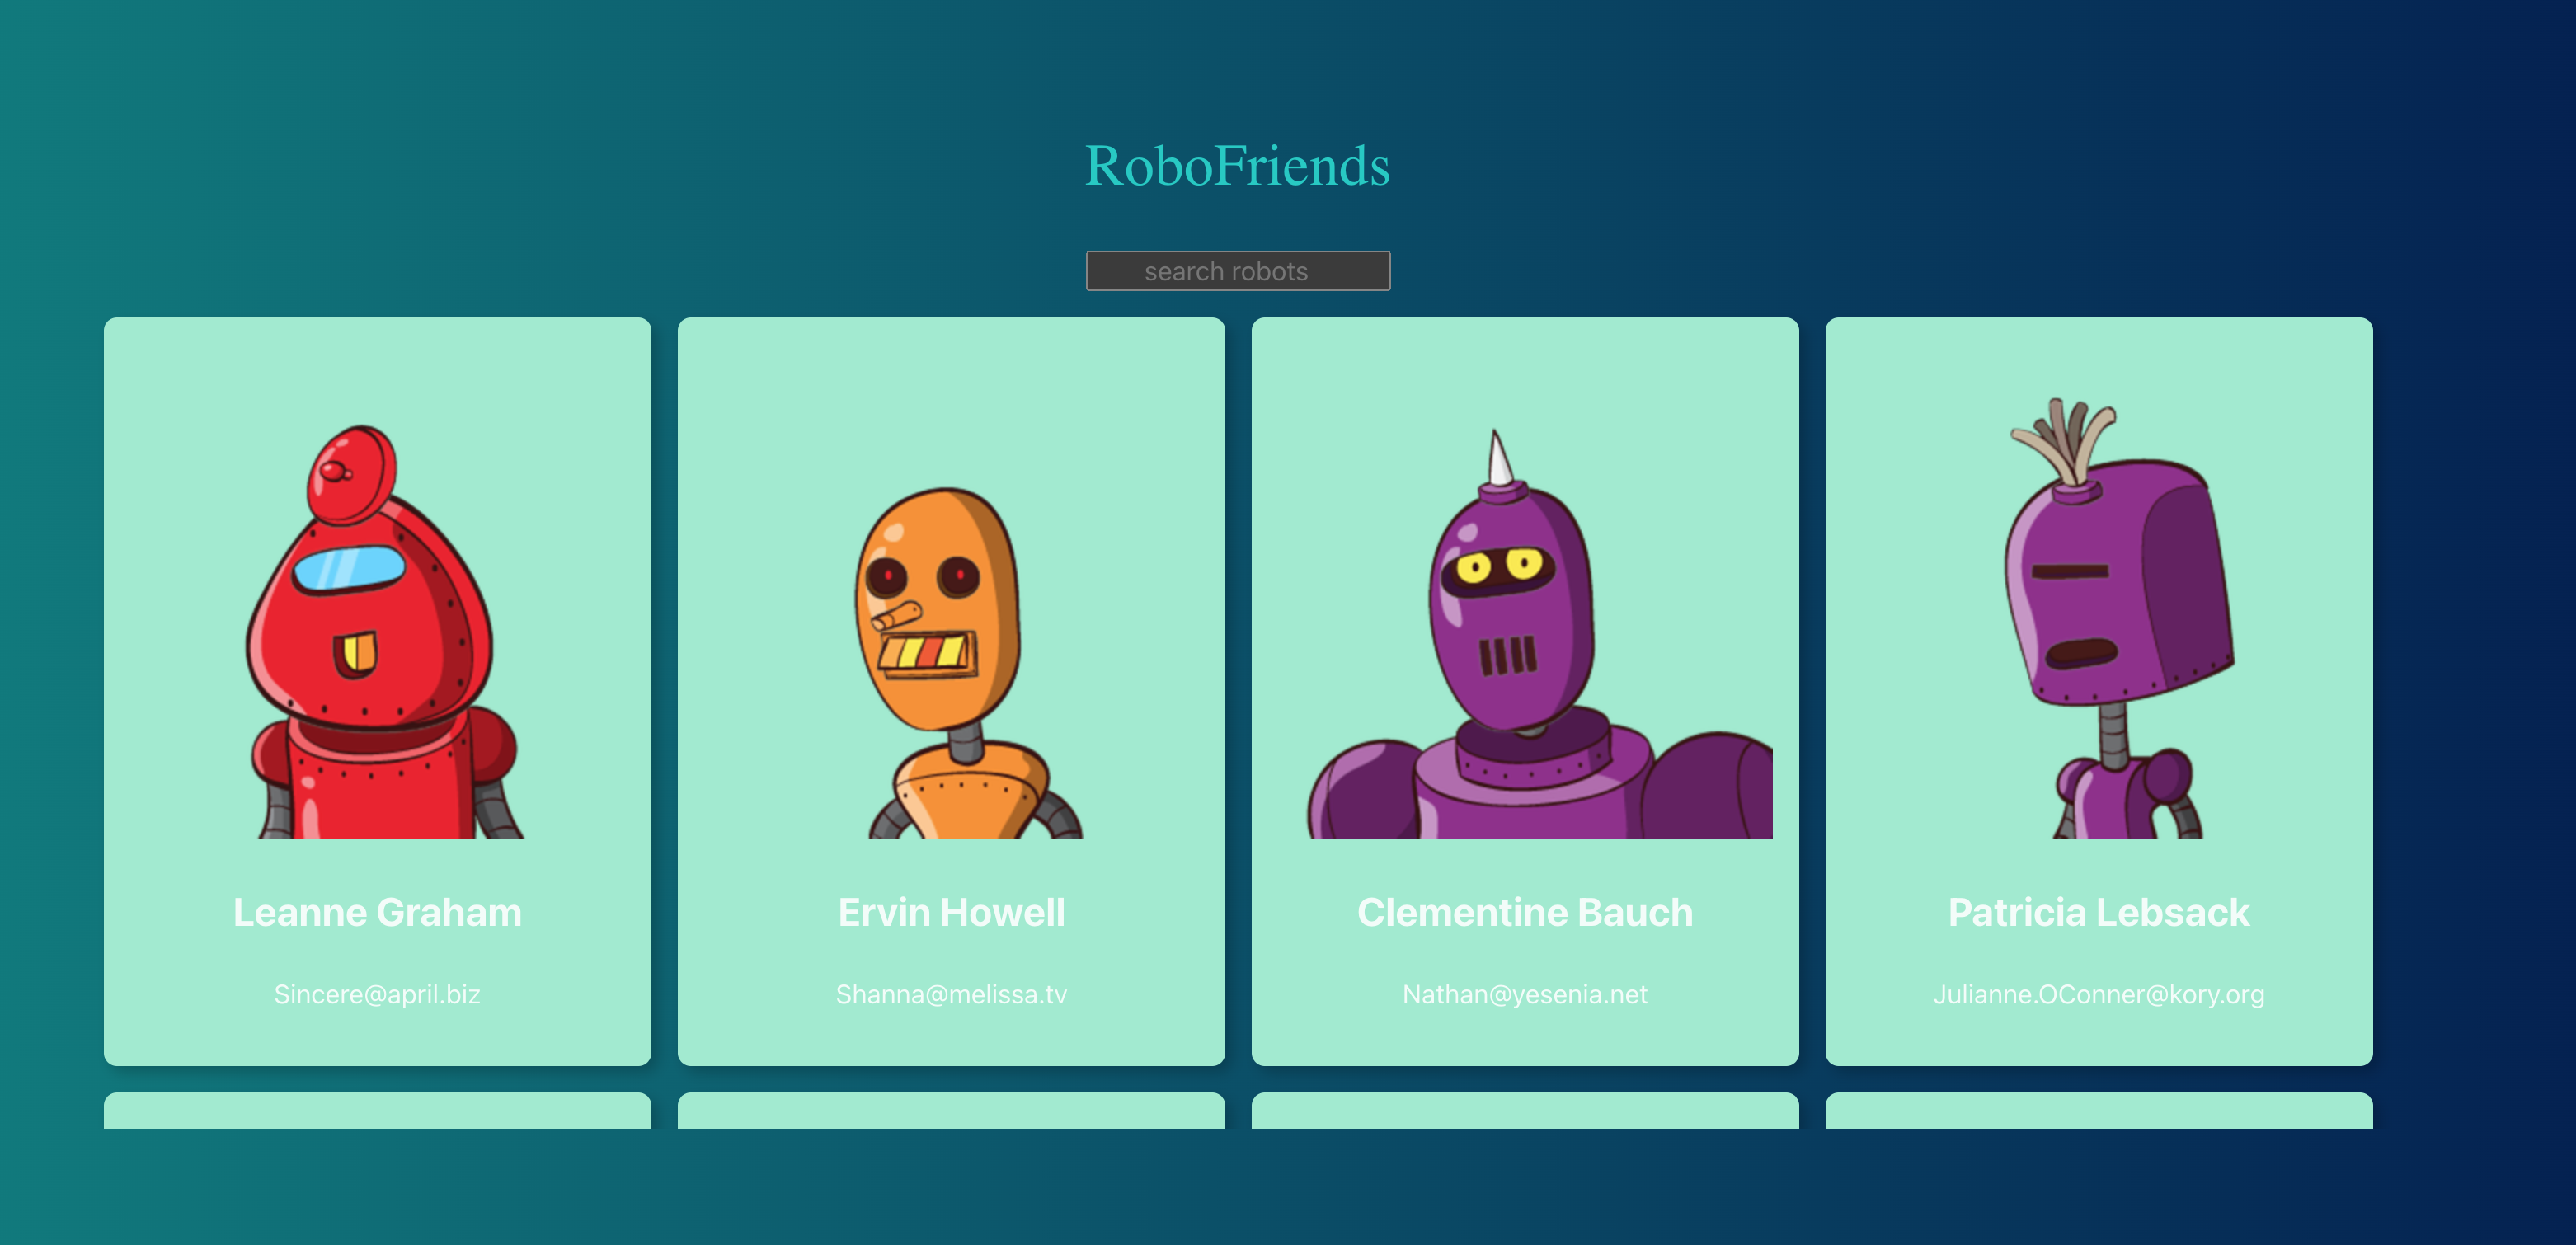 RoboFriends
search robots
Leanne Graham
Ervin Howell
Clementine Bauch
Patricia Lebsack
Sincere@april.biz
Shanna@melissa.tv
Nathan@yesenia.net
Julianne.OConner@kory.org